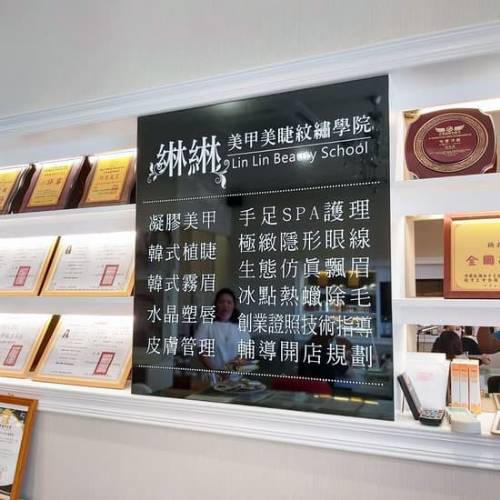 綝綝 美甲美睫紋繡學院
Lin Lin Beauty School
凝膠美甲 手足SPA護理
韓式植睫 極緻隱形眼線
韓式霧眉 生態仿真飄眉
水晶塑唇 冰點熱蠟除毛
皮膚管理 創業證照技術指導
輔導開店規劃